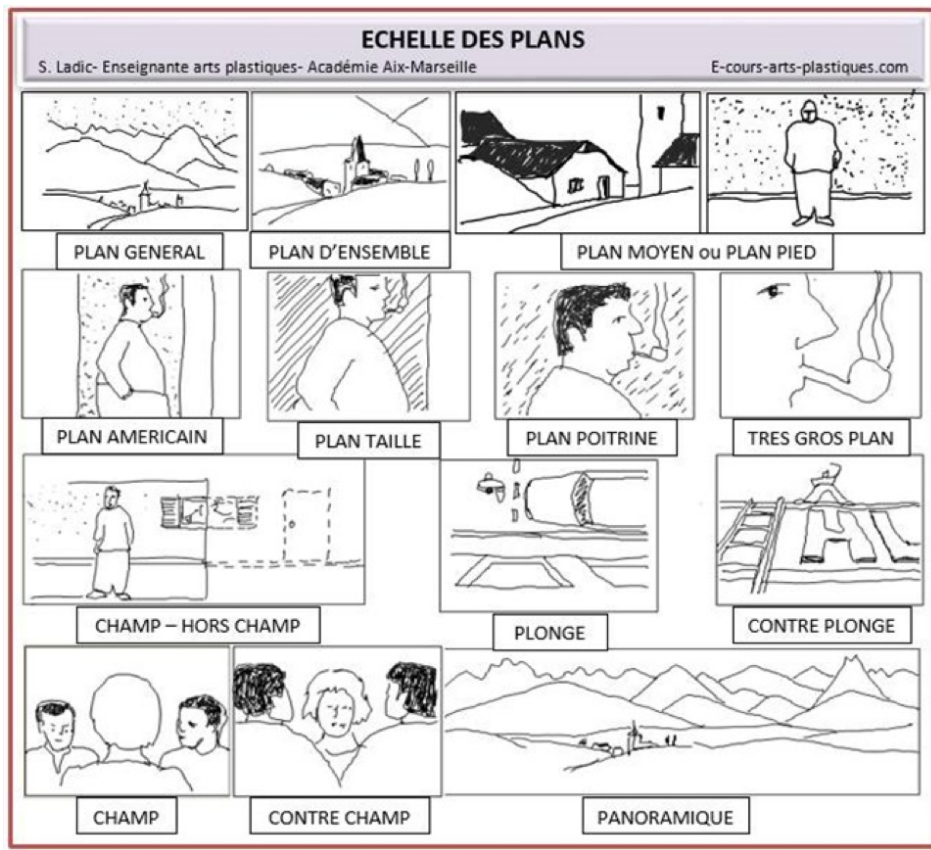 ECHELLE DES PLANS
S. Ladic- Enseignante arts plastiques- Académie Aix-Marseille
E-cours-arts-plastiques.com
PLAN GENERAL
PLAN D'ENSEMBLE
PLAN MOYEN ou PLAN PIED
PLAN AMERICAIN
PLAN TAILLE
PLAN POITRINE
TRES GROS PLAN
CHAMP – HORS CHAMP
PLONGE
CONTRE PLONGE
CHAMP
CONTRE CHAMP
PANORAMIQUE